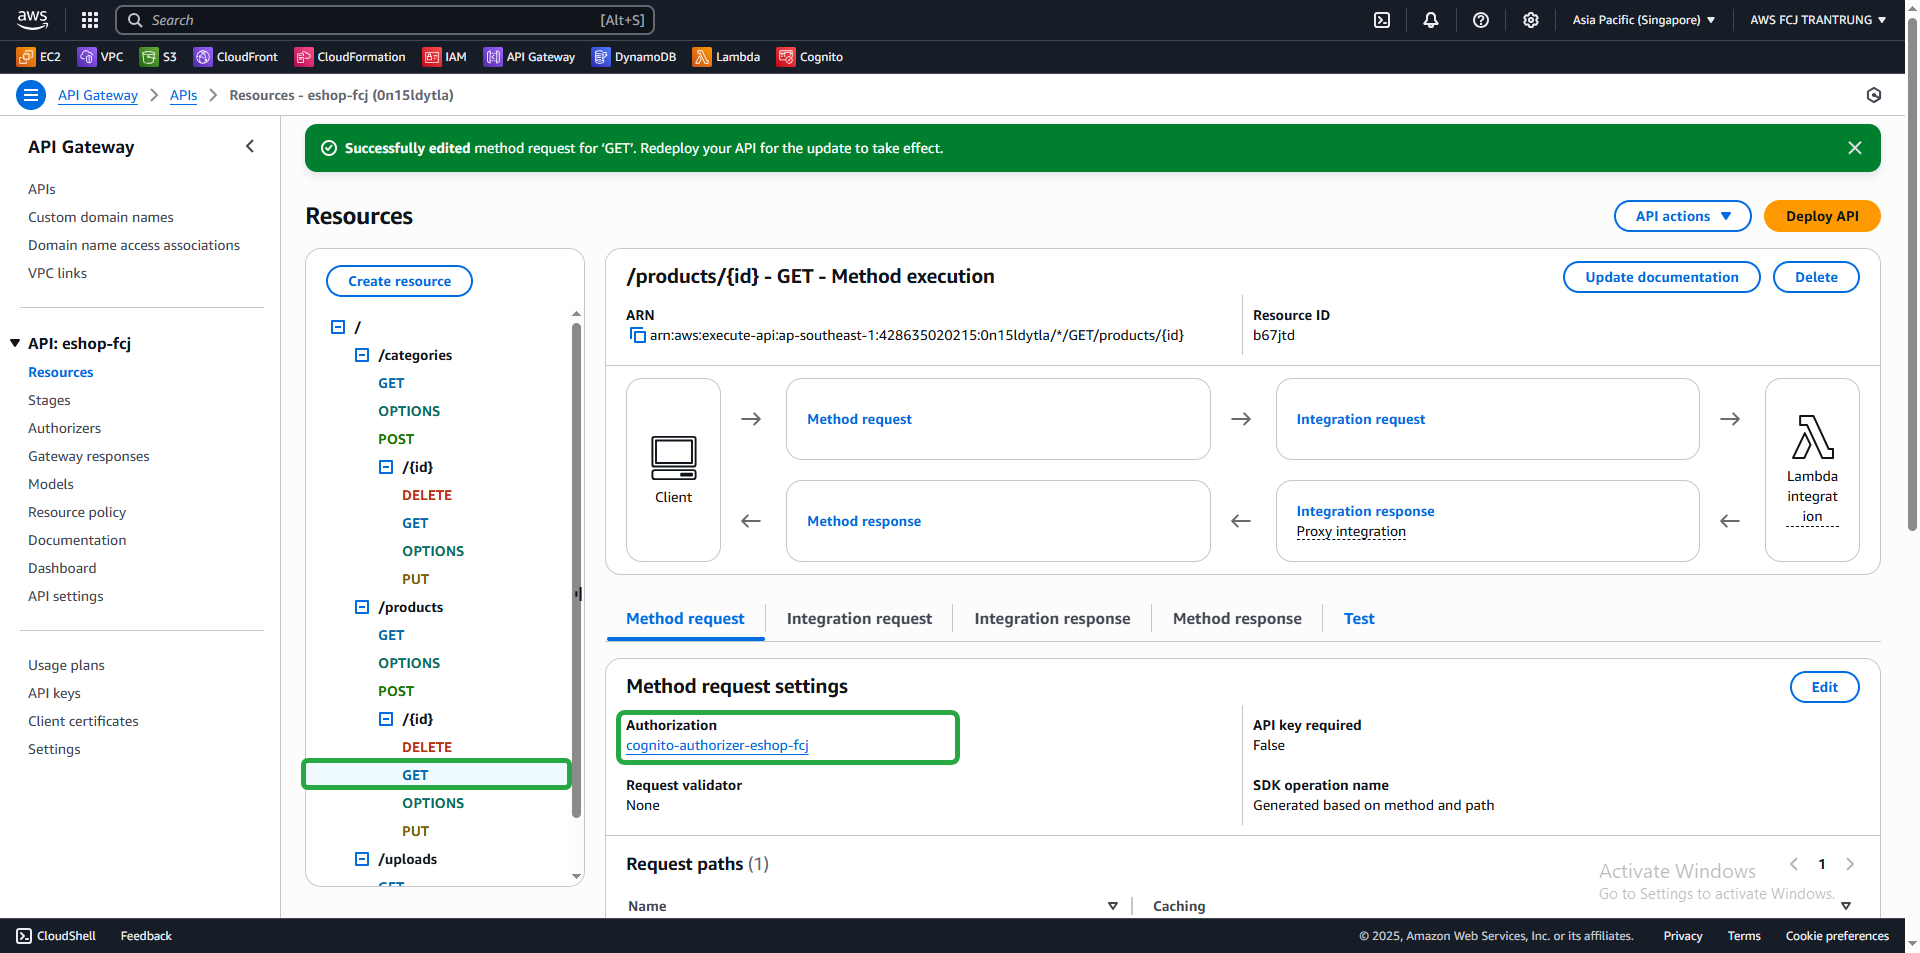 aws
Search
[Alt+S]
Asia Pacific (Singapore)
AWS FCJ TRANTRUNG
EC2
VPC
S3
CloudFront
CloudFormation
IAM
API Gateway
DynamoDB
Lambda
Cognito
API Gateway
APIs
Resources - eshop-fcj (0n15ldytla)
API Gateway
APIs
Custom domain names
Domain name access associations
VPC links
API: eshop-fcj
Resources
Stages
Authorizers
Gateway responses
Models
Resource policy
Documentation
Dashboard
API settings
Usage plans
API keys
Client certificates
Settings
Successfully edited method request for 'GET'. Redeploy your API for the update to take effect.
Resources
API actions
Deploy API
Create resource
/
/categories
GET
OPTIONS
POST
/{id}
DELETE
GET
OPTIONS
PUT
/products
GET
OPTIONS
POST
/{id}
DELETE
GET
OPTIONS
PUT
/uploads
GET
/products/{id} - GET - Method execution
Update documentation
Delete
ARN
arn:aws:execute-api:ap-southeast-1:428635020215:0n15ldytla/*/GET/products/{id}
Resource ID
b67jtd
Client
Method request
Integration request
Method response
Integration response
Proxy integration
Lambda
integrat
ion
Method request
Integration request
Integration response
Method response
Test
Method request settings
Edit
Authorization
cognito-authorizer-eshop-fcj
API key required
False
Request validator
None
SDK operation name
Generated based on method and path
Request paths (1)
1
Name
Caching
Activate Windows
Go to Settings to activate Windows.
CloudShell
Feedback
© 2025, Amazon Web Services, Inc. or its affiliates.
Privacy
Terms
Cookie preferences